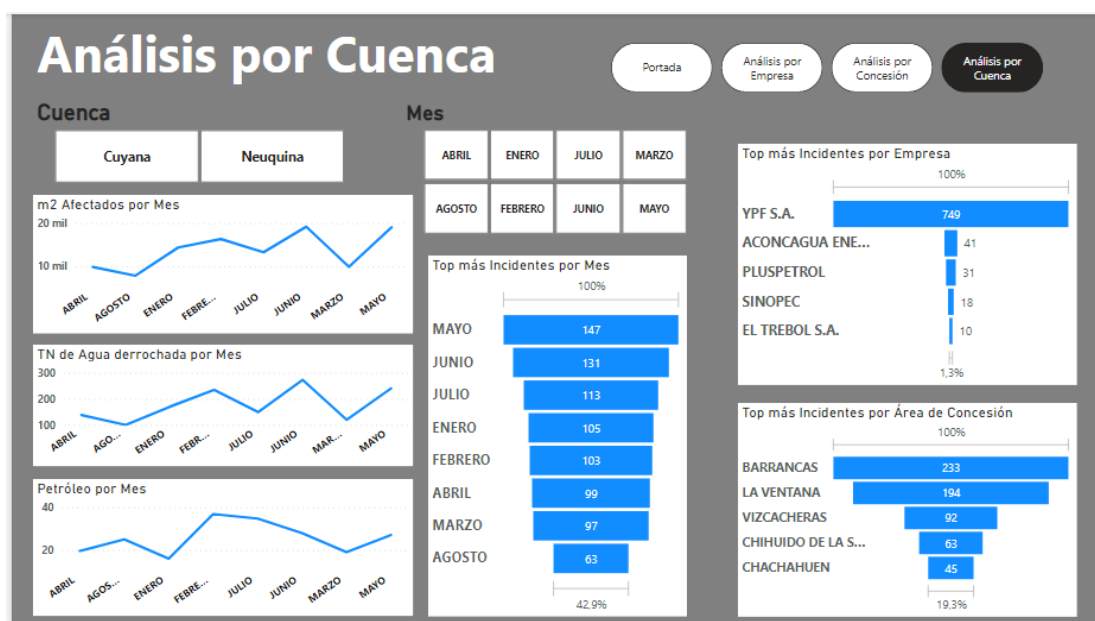 Análisis por Cuenca
Portada
Análisis por
Empresa
Análisis por
Concesión
Análisis por
Cuenca
Cuenca
Cuyana
Neuquina
Mes
ABRIL
ENERO
JULIO
MARZO
AGOSTO
FEBRERO
JUNIO
MAYO
m2 Afectados por Mes
20 mil
10 mil
ABRIL
AGOSTO
ENERO
FEBRE...
JULIO
JUNIO
MARZO
MAYO
TN de Agua derrochada por Mes
300
200
100
ABRIL
AGO...
ENERO
FEBR...
JULIO
JUNIO
MAR...
MAYO
Petróleo por Mes
40
20
ABRIL
AGOS...
ENERO
FEBRE...
JULIO
JUNIO
MARZO
MAYO
Top más Incidentes por Mes
100%
MAYO 147
JUNIO 131
JULIO 113
ENERO 105
FEBRERO 103
ABRIL 99
MARZO 97
AGOSTO 63
42,9%
Top más Incidentes por Empresa
100%
YPF S.A. 749
ACONCAGUA ENE... 41
PLUSPETROL 31
SINOPEC 18
EL TREBOL S.A. 10
1,3%
Top más Incidentes por Área de Concesión
100%
BARRANCAS 233
LA VENTANA 194
VIZCACHERAS 92
CHIHUIDO DE LA S... 63
CHACHAHUEN 45
19,3%